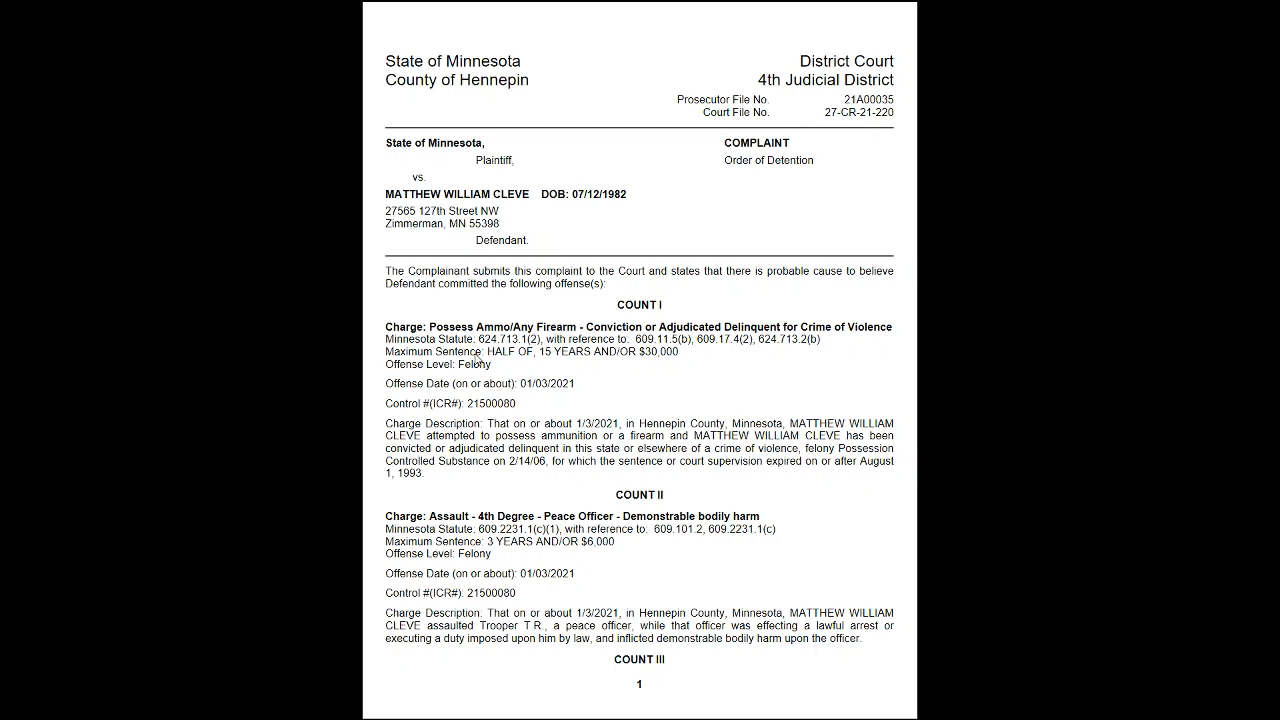 State of Minnesota
District Court
County of Hennepin
4th Judicial District
Prosecutor File No. 21A00035
Court File No. 27-CR-21-220
State of Minnesota,
COMPLAINT
Plaintiff,
Order of Detention
vs.
MATTHEW WILLIAM CLEVE DOB: 07/12/1982
27565 127th Street NW
Zimmerman, MN 55398
Defendant.
The Complainant submits this complaint to the Court and states that there is probable cause to believe
Defendant committed the following offense(s):
COUNT I
Charge: Possess Ammo/Any Firearm - Conviction or Adjudicated Delinquent for Crime of Violence
Minnesota Statute: 624.713.1(2), with reference to: 609.11.5(b), 609.17.4(2), 624.713.2(b)
Maximum Sentence: HALF OF, 15 YEARS AND/OR $30,000
Offense Level: Felony
Offense Date (on or about): 01/03/2021
Control #(ICR#): 21500080
Charge Description: That on or about 1/3/2021, in Hennepin County, Minnesota, MATTHEW WILLIAM
CLEVE attempted to possess ammunition or a firearm and MATTHEW WILLIAM CLEVE has been
convicted or adjudicated delinquent in this state or elsewhere of a crime of violence, felony Possession
Controlled Substance on 2/14/06, for which the sentence or court supervision expired on or after August
1, 1993.
COUNT II
Charge: Assault - 4th Degree - Peace Officer - Demonstrable bodily harm
Minnesota Statute: 609.2231.1(c)(1), with reference to: 609.101.2, 609.2231.1(c)
Maximum Sentence: 3 YEARS AND/OR $6,000
Offense Level: Felony
Offense Date (on or about): 01/03/2021
Control #(ICR#): 21500080
Charge Description: That on or about 1/3/2021, in Hennepin County, Minnesota, MATTHEW WILLIAM
CLEVE assaulted Trooper T.R., a peace officer, while that officer was effecting a lawful arrest or
executing a duty imposed upon him by law, and inflicted demonstrable bodily harm upon the officer.
COUNT III
1